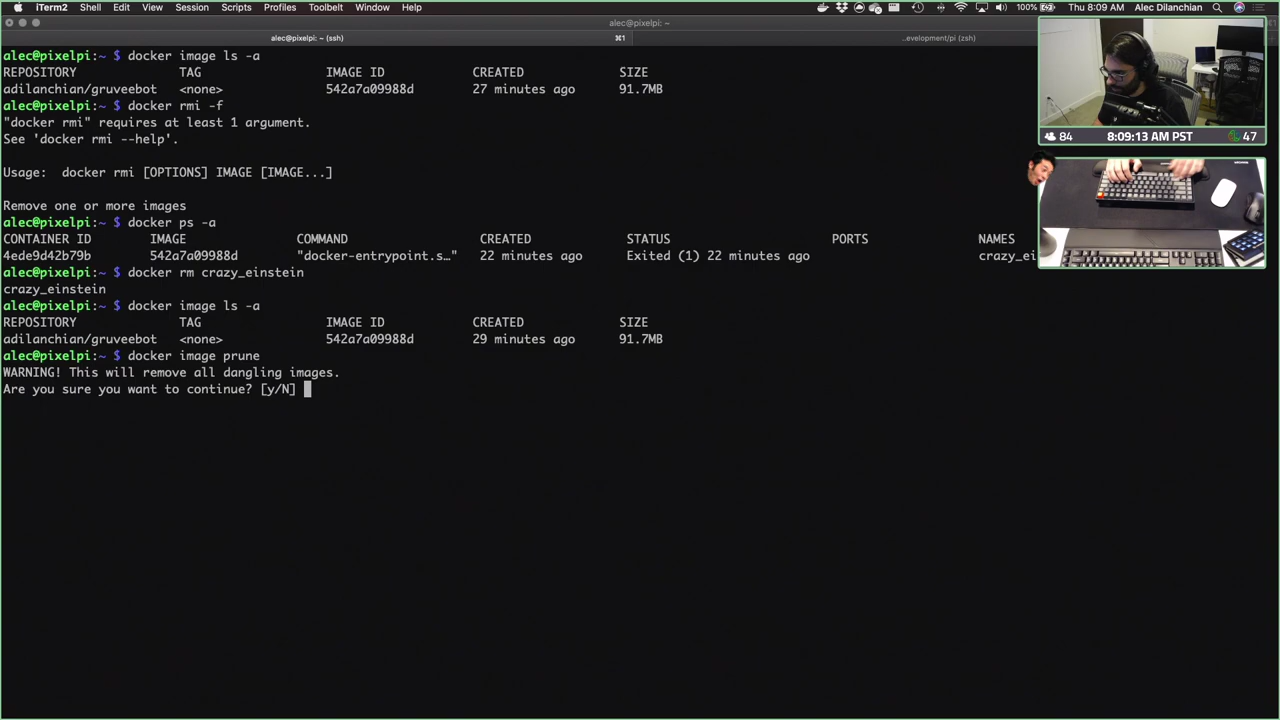 iTerm2 Shell Edit View Session Scripts Profiles Toolbelt Window Help 100% Thu 8:09 AM Alec Dilanchian
alec@pixelpi: ~
alec@pixelpi: ~ (ssh) ⌘1 ..evelopment/pi (zsh)
alec@pixelpi:~ $ docker image ls -a
REPOSITORY TAG IMAGE ID CREATED SIZE
adilanchian/gruveebot <none> 542a7a09988d 27 minutes ago 91.7MB
alec@pixelpi:~ $ docker rmi -f
"docker rmi" requires at least 1 argument.
See 'docker rmi --help'.
Usage: docker rmi [OPTIONS] IMAGE [IMAGE...]
Remove one or more images
alec@pixelpi:~ $ docker ps -a
CONTAINER ID IMAGE COMMAND CREATED STATUS PORTS NAMES
4ede9d42b79b 542a7a09988d "docker-entrypoint.s…" 22 minutes ago Exited (1) 22 minutes ago crazy_ei
alec@pixelpi:~ $ docker rm crazy_einstein
crazy_einstein
alec@pixelpi:~ $ docker image ls -a
REPOSITORY TAG IMAGE ID CREATED SIZE
adilanchian/gruveebot <none> 542a7a09988d 29 minutes ago 91.7MB
alec@pixelpi:~ $ docker image prune
WARNING! This will remove all dangling images.
Are you sure you want to continue? [y/N]
84 8:09:13 AM PST 47